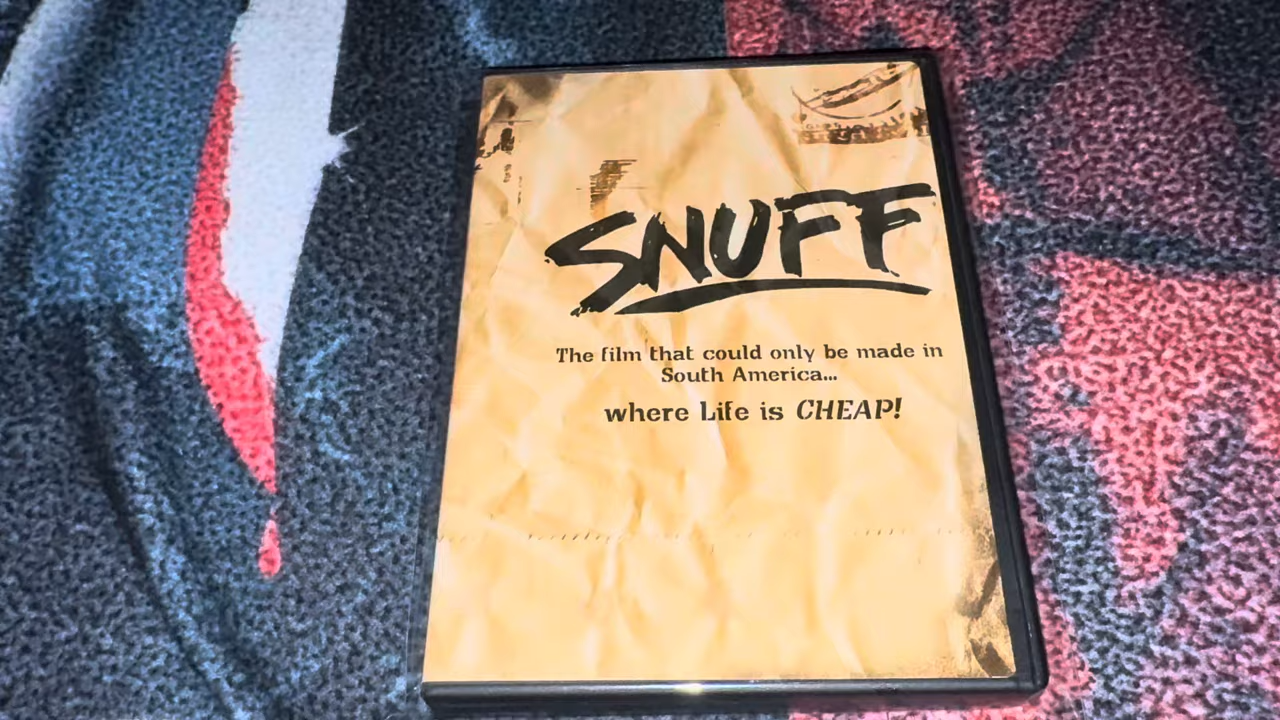 SNUFF
The film that could only be made in
South America...
where Life is CHEAP!